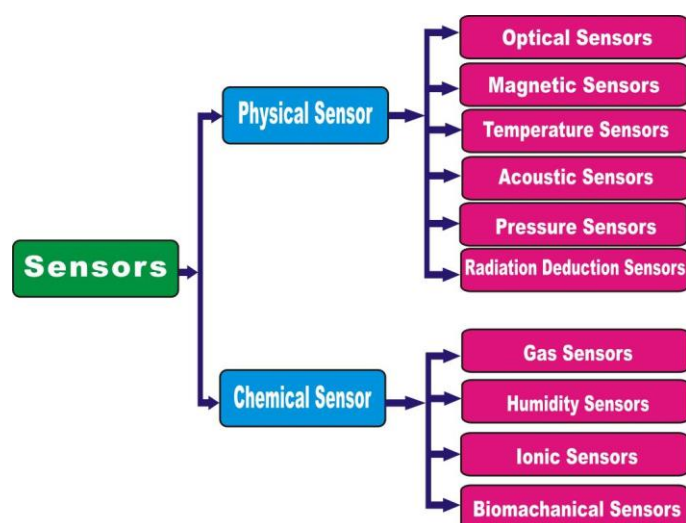 Optical Sensors
Magnetic Sensors
Physical Sensor
Temperature Sensors
Acoustic Sensors
Pressure Sensors
Sensors
Radiation Deduction Sensors
Gas Sensors
Chemical Sensor
Humidity Sensors
Ionic Sensors
Biomachanical Sensors